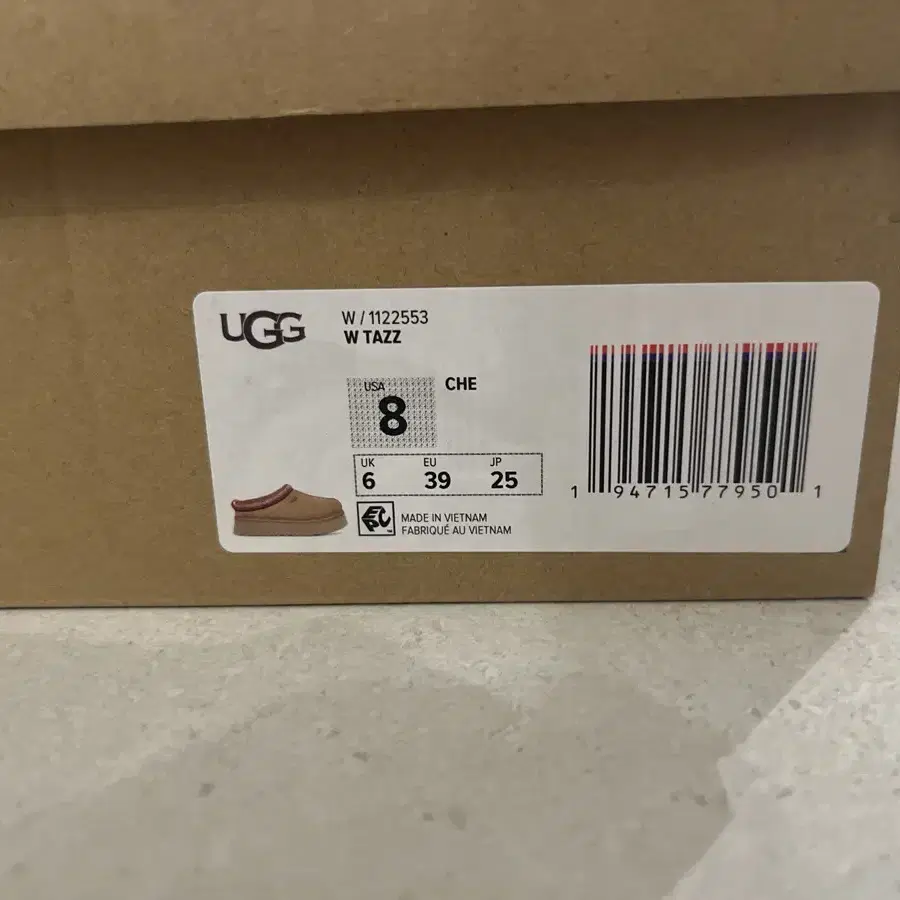 UGG
W / 1122553
W TAZZ
USA
8
CHE
UK EU JP
6 39 25
MADE IN VIETNAM
FABRIQUÉ AU VIETNAM
1 94715 77950 1